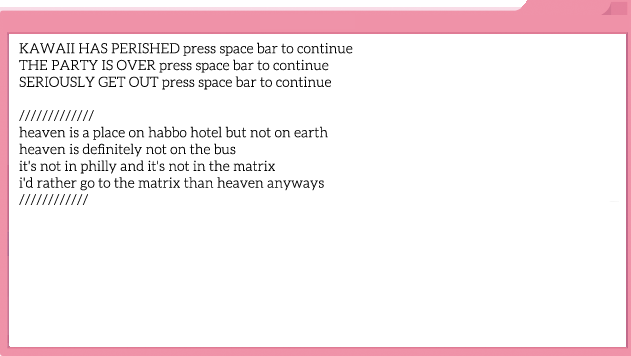 KAWAII HAS PERISHED press space bar to continue
THE PARTY IS OVER press space bar to continue
SERIOUSLY GET OUT press space bar to continue
/////////////
heaven is a place on habbo hotel but not on earth
heaven is definitely not on the bus
it's not in philly and it's not in the matrix
i'd rather go to the matrix than heaven anyways
////////////